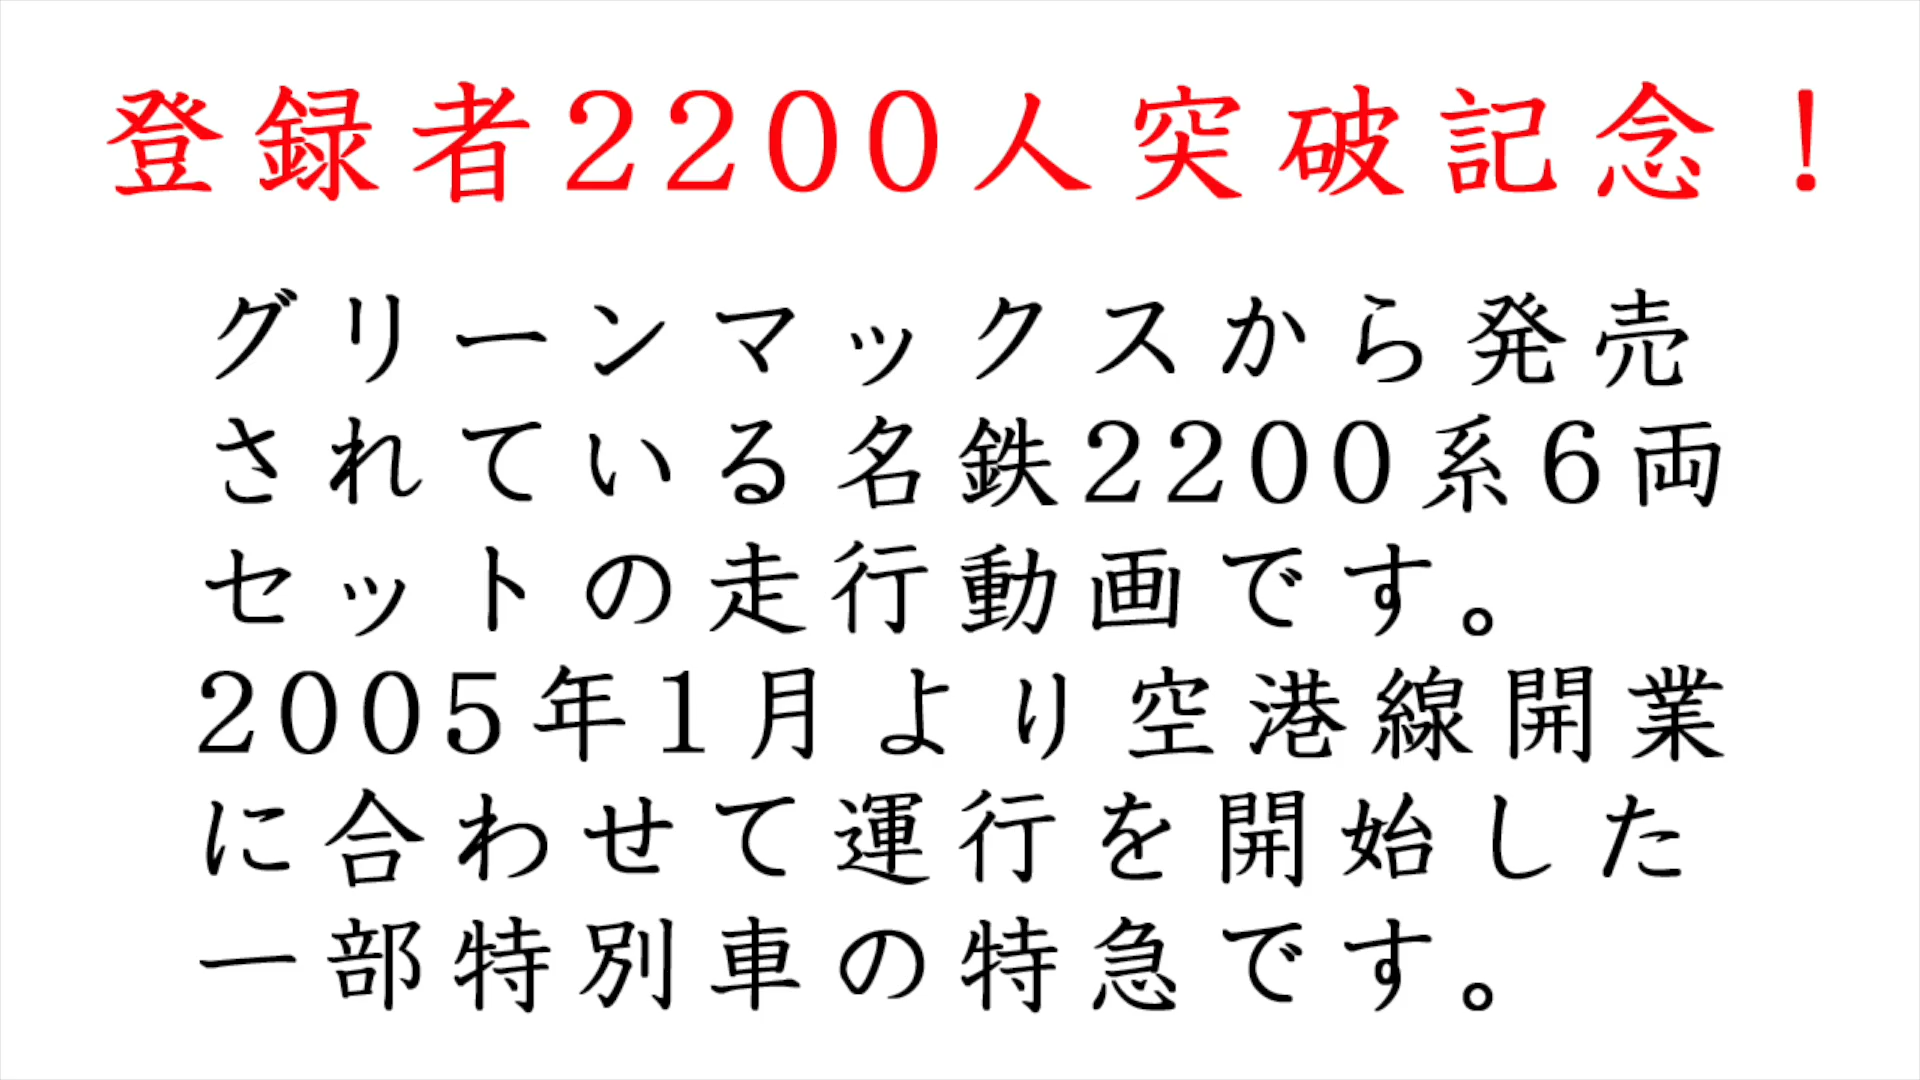 登録者2200人突破記念！
グリーンマックスから発売
されている名鉄2200系6両
セットの走行動画です。
2005年1月より空港線開業
に合わせて運行を開始した
一部特別車の特急です。